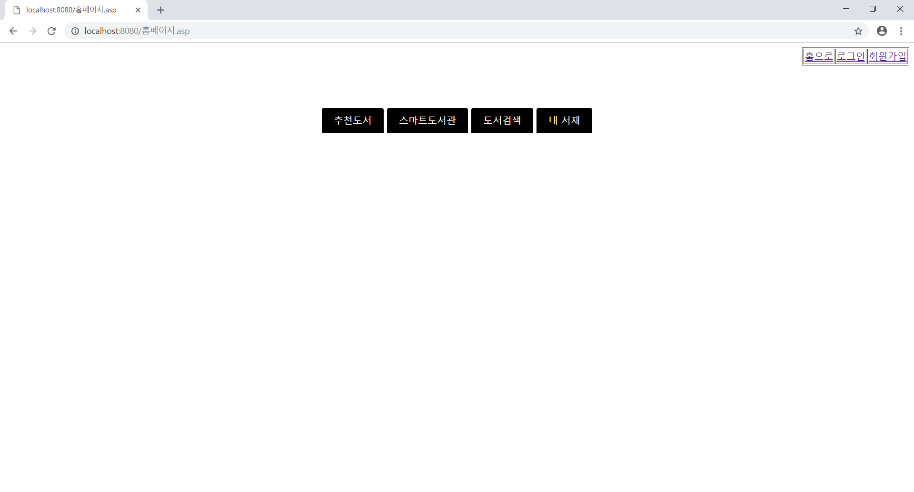 localhost:8080/홈페이지.asp
localhost:8080/홈페이지.asp
홈으로 로그인 회원가입
추천도서 스마트도서관 도서검색 내 서재